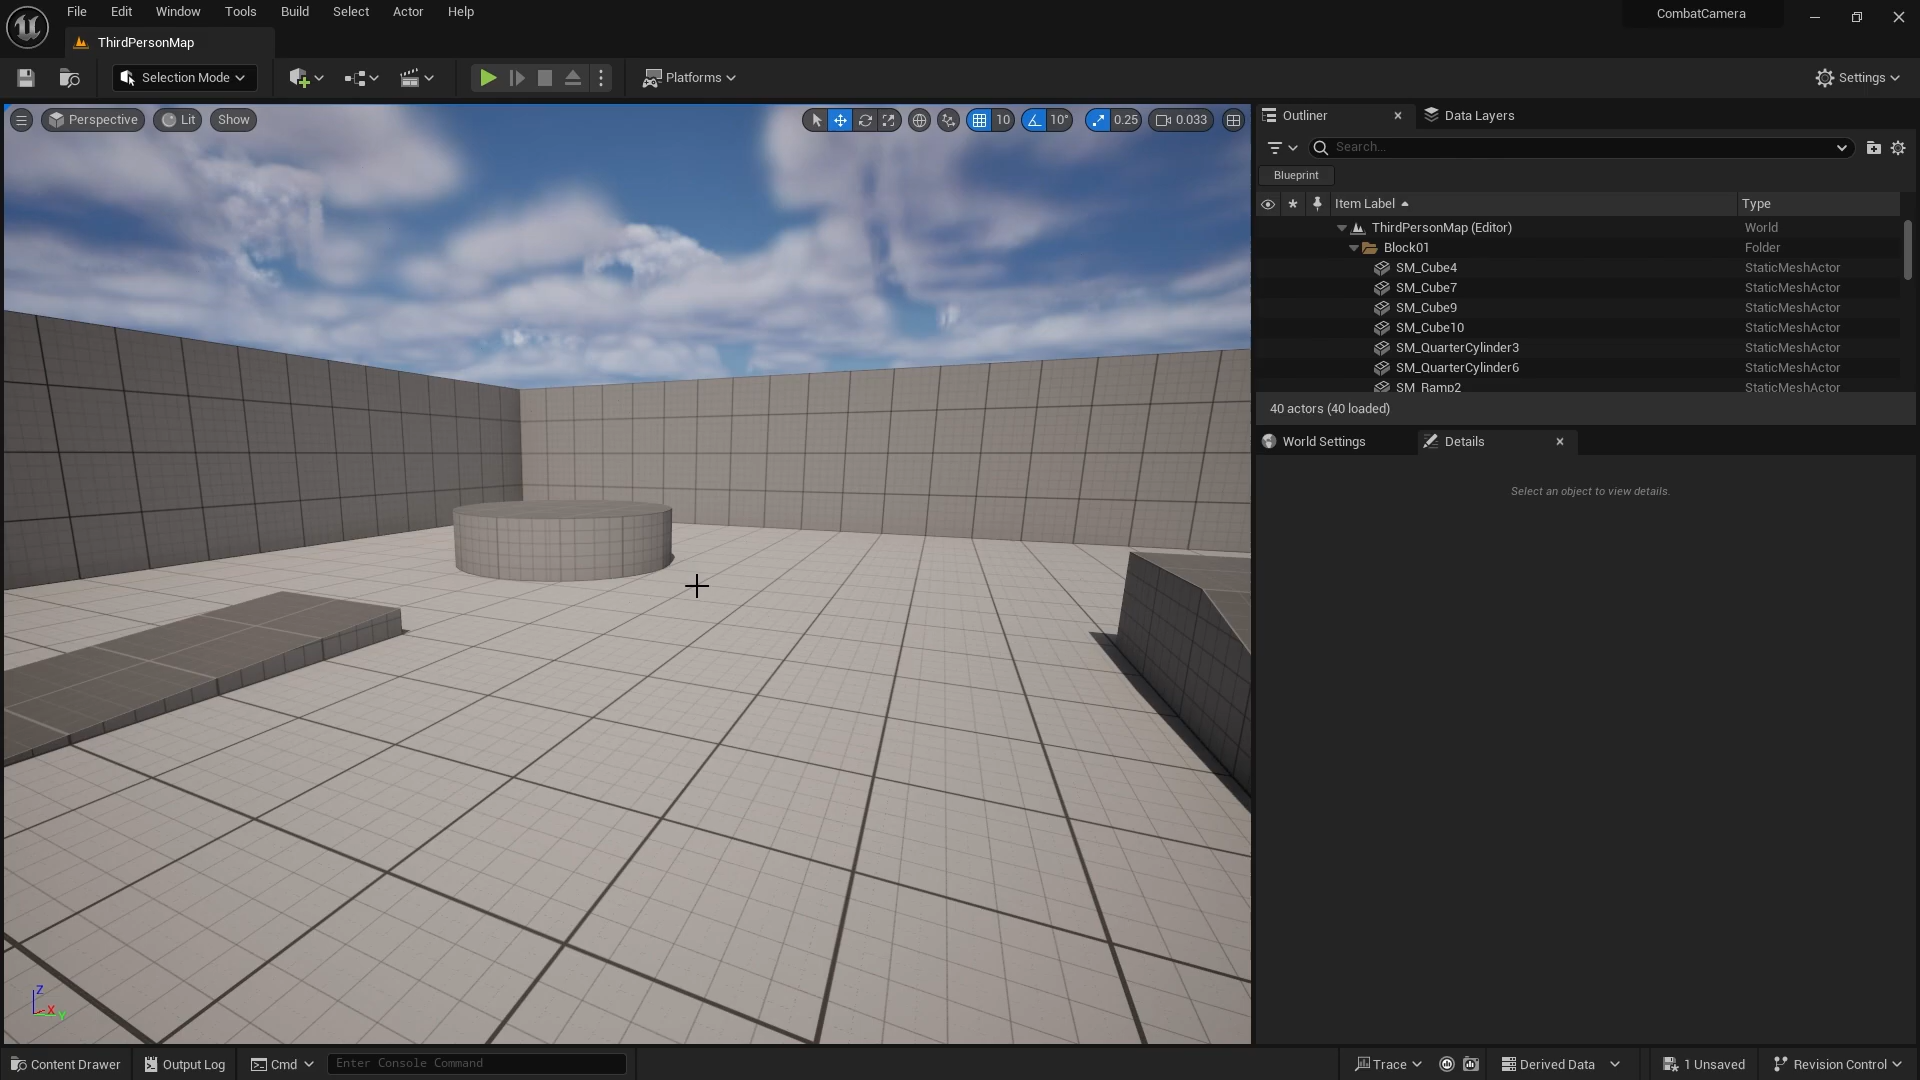 File Edit Window Tools Build Select Actor Help
CombatCamera
ThirdPersonMap
Selection Mode
Platforms
Settings
Perspective Lit Show
10 10° 0.25 0.033
Outliner
Data Layers
Search...
Blueprint
Item Label Type
ThirdPersonMap (Editor) World
Block01 Folder
SM_Cube4 StaticMeshActor
SM_Cube7 StaticMeshActor
SM_Cube9 StaticMeshActor
SM_Cube10 StaticMeshActor
SM_QuarterCylinder3 StaticMeshActor
SM_QuarterCylinder6 StaticMeshActor
SM_Ramp2 StaticMeshActor
40 actors (40 loaded)
World Settings
Details
Select an object to view details.
Z
X
Y
Content Drawer Output Log Cmd Enter Console Command Trace Derived Data 1 Unsaved Revision Control